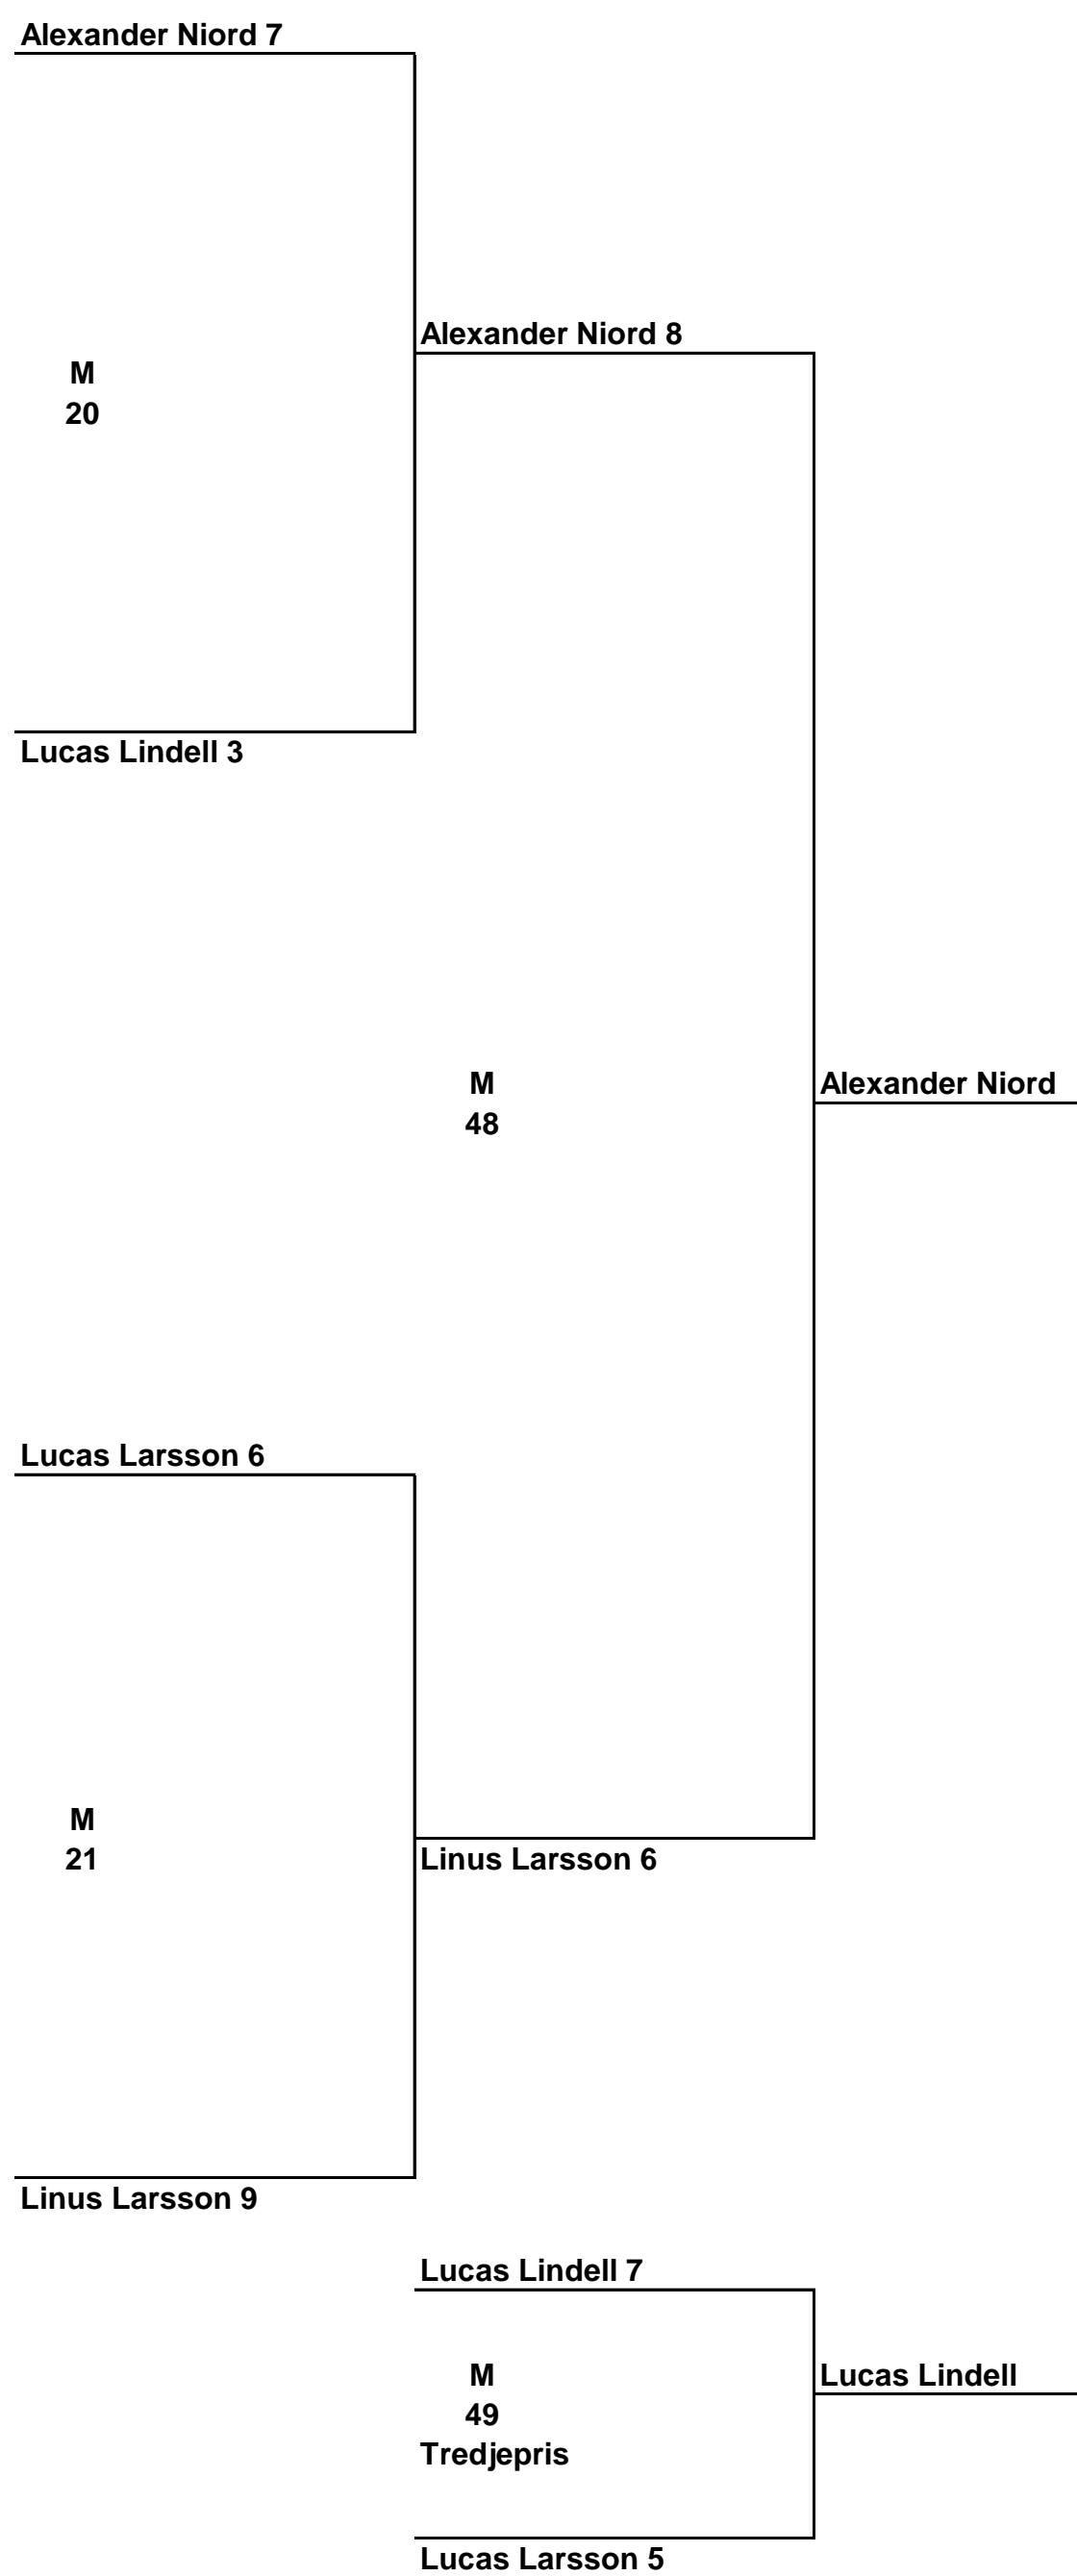 Alexander Niord 7
Alexander Niord 8
M
20
Lucas Lindell 3
M
48
Alexander Niord
Lucas Larsson 6
M
21
Linus Larsson 6
Linus Larsson 9
Lucas Lindell 7
M
49
Tredjepris
Lucas Lindell
Lucas Larsson 5